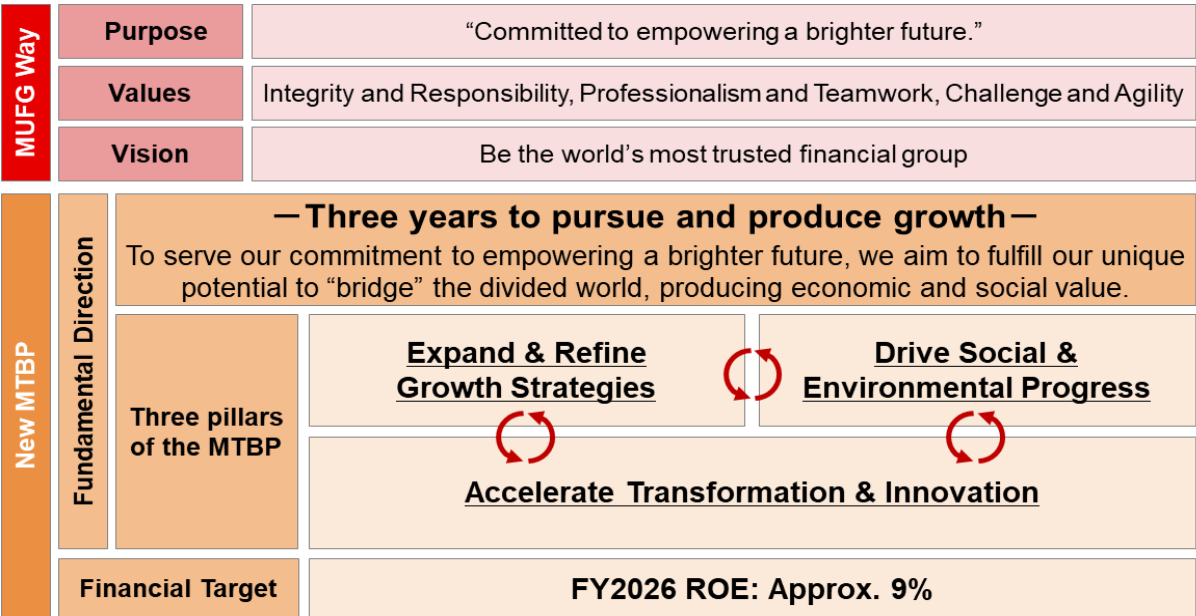 MUFG Way
Purpose
“Committed to empowering a brighter future.”
Values
Integrity and Responsibility, Professionalism and Teamwork, Challenge and Agility
Vision
Be the world’s most trusted financial group
New MTBP
Fundamental Direction
—Three years to pursue and produce growth—
To serve our commitment to empowering a brighter future, we aim to fulfill our unique
potential to “bridge” the divided world, producing economic and social value.
Three pillars
of the MTBP
Expand & Refine
Growth Strategies
Drive Social &
Environmental Progress
Accelerate Transformation & Innovation
Financial Target
FY2026 ROE: Approx. 9%